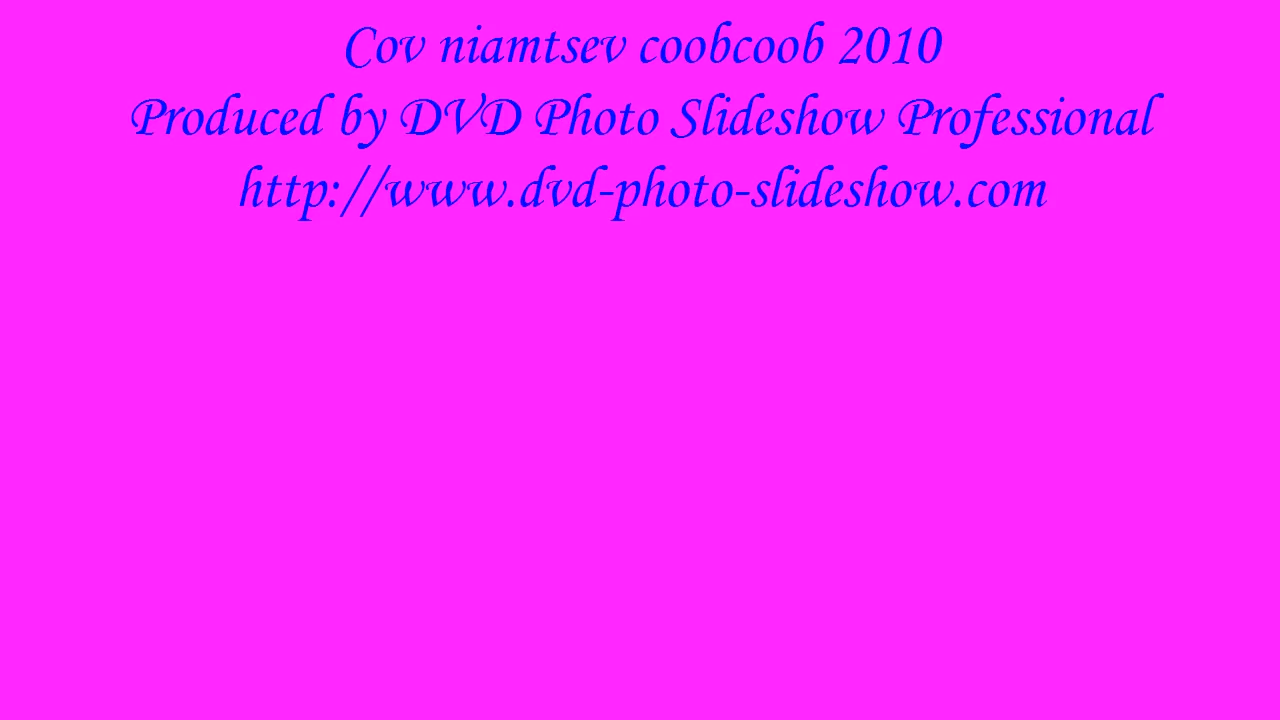 Cov niamtsev coobcoob 2010
Produced by DVD Photo Slideshow Professional
http://www.dvd-photo-slideshow.com